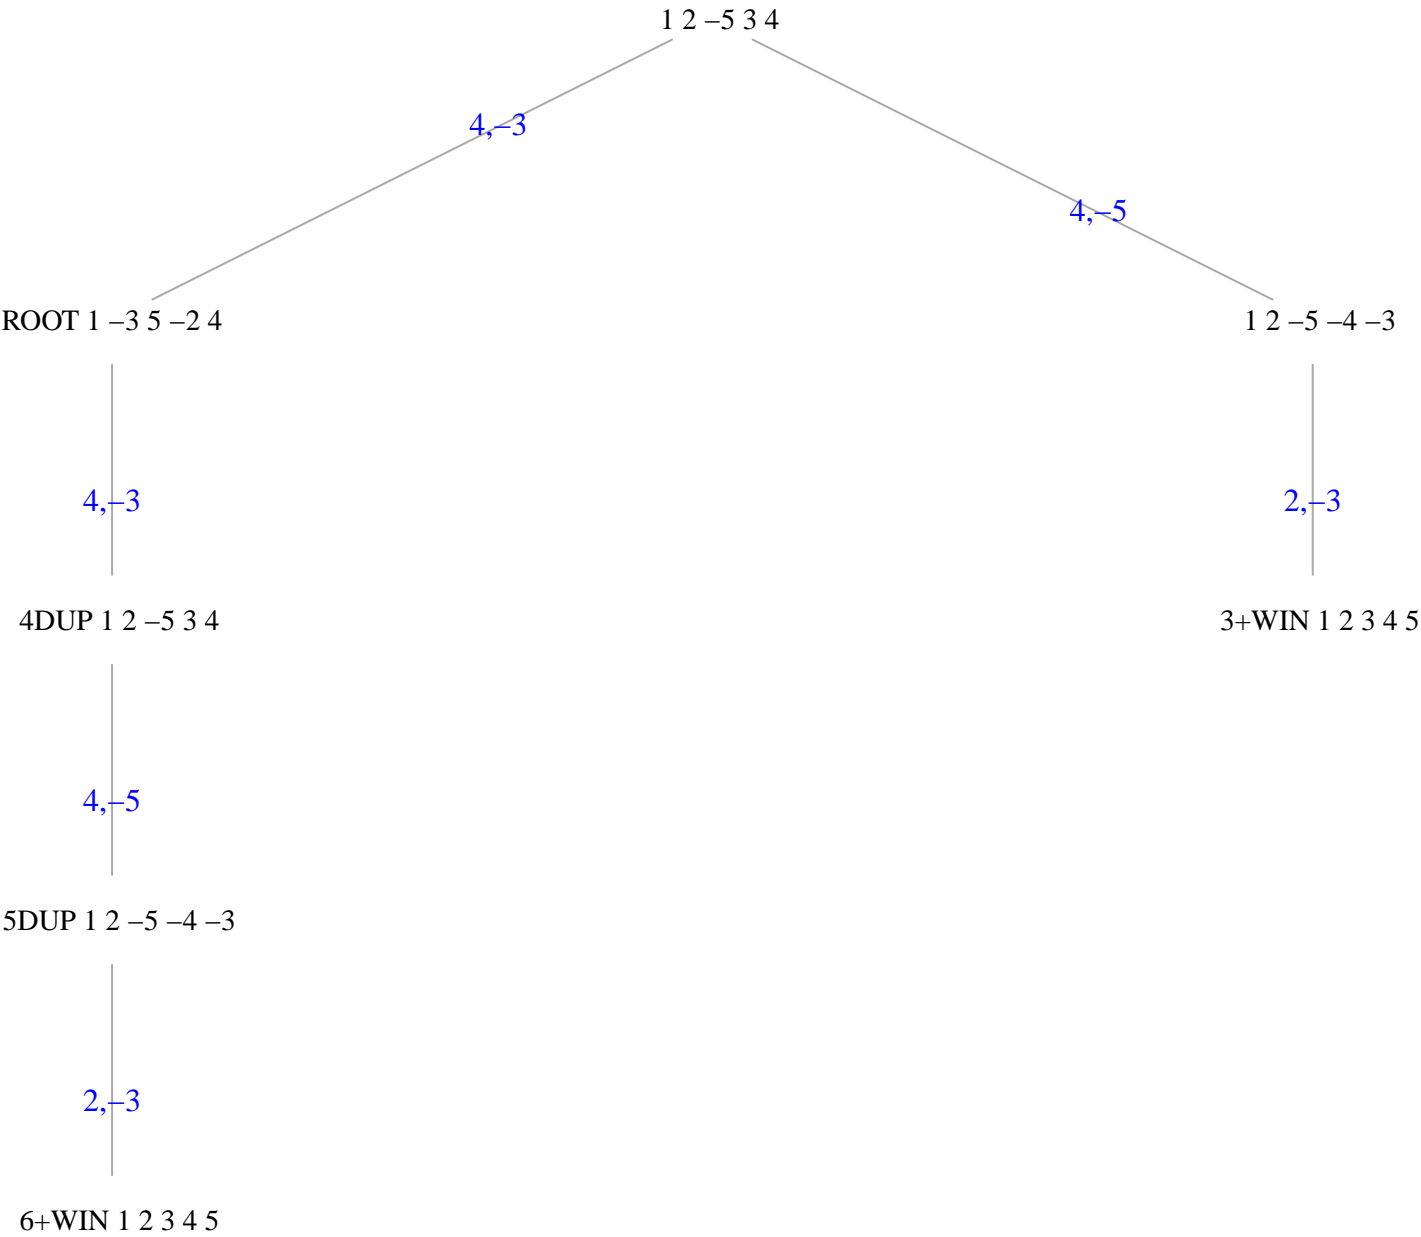 1 2 –5 3 4
4,–3
4,–5
ROOT 1 –3 5 –2 4
1 2 –5 –4 –3
4,–3
2,–3
4DUP 1 2 –5 3 4
3+WIN 1 2 3 4 5
4,–5
5DUP 1 2 –5 –4 –3
2,–3
6+WIN 1 2 3 4 5